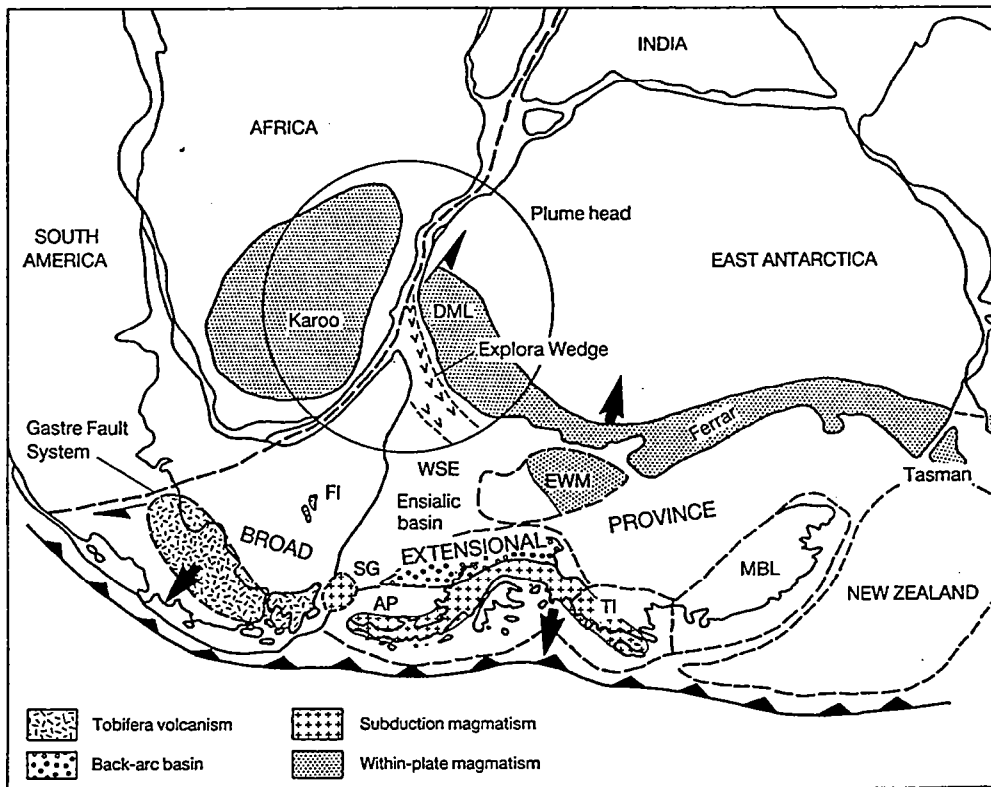 INDIA
AFRICA
Plume head
SOUTH
AMERICA
EAST ANTARCTICA
Karoo
DML
Explora Wedge
Gastre Fault
System
Ferrar
WSE
EWM
Tasman
FI
Ensialic
basin
PROVINCE
BROAD
EXTENSIONAL
SG
MBL
AP
TI
NEW ZEALAND
Tobifera volcanism
Subduction magmatism
Back-arc basin
Within-plate magmatism